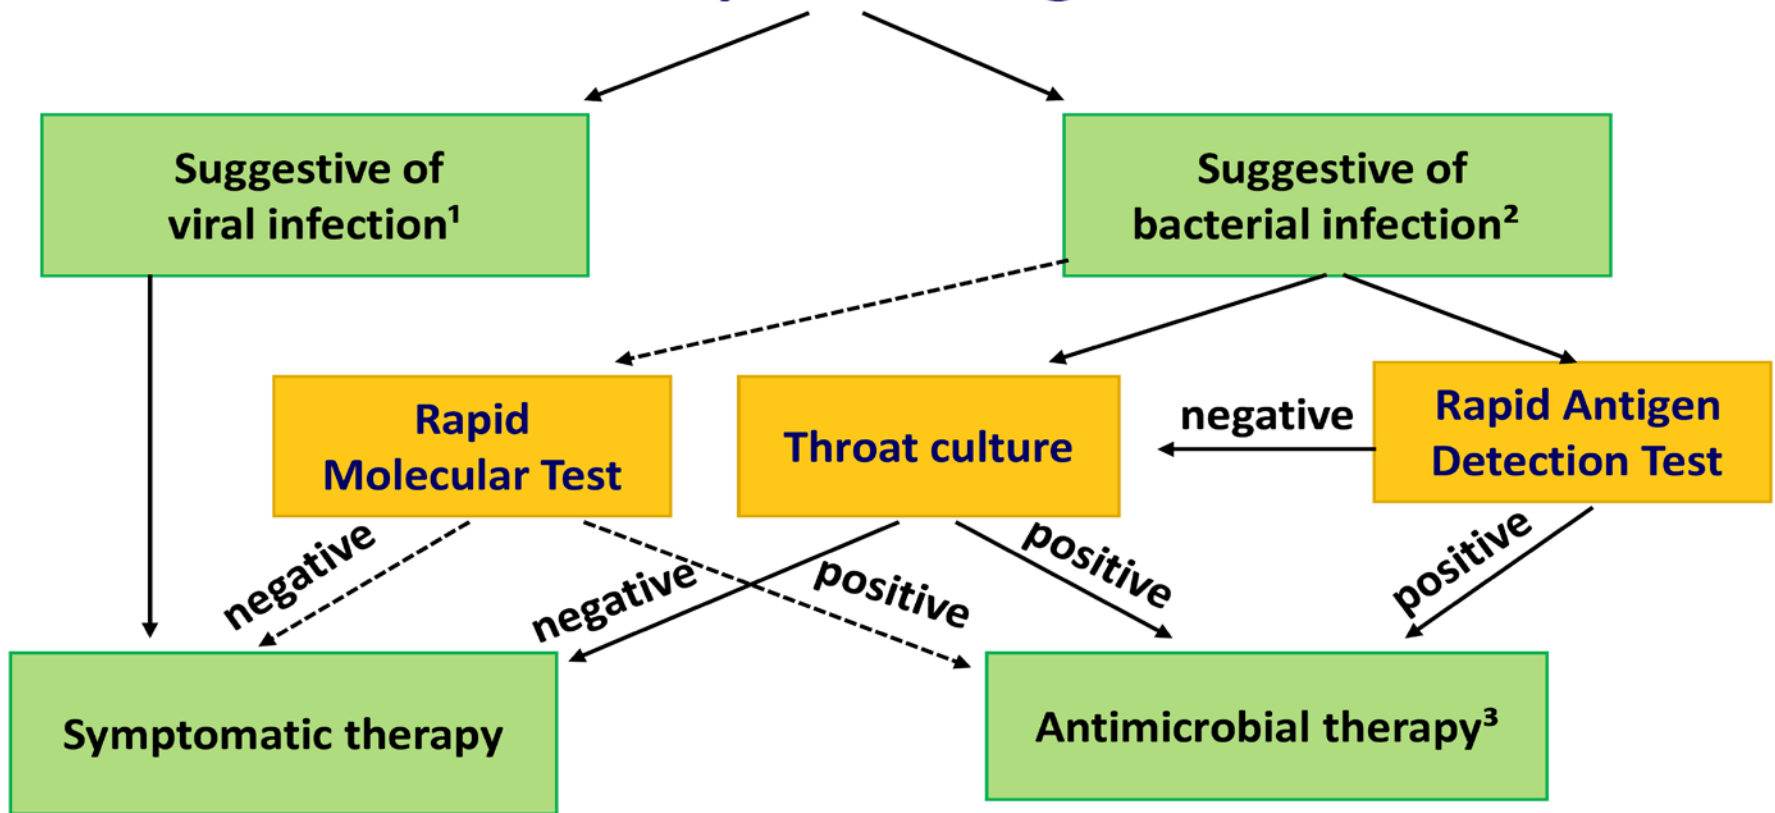 Suggestive of
viral infection¹
Suggestive of
bacterial infection²
Rapid
Molecular Test
Throat culture
negative
Rapid Antigen
Detection Test
negative
negative
positive
positive
positive
Symptomatic therapy
Antimicrobial therapy³